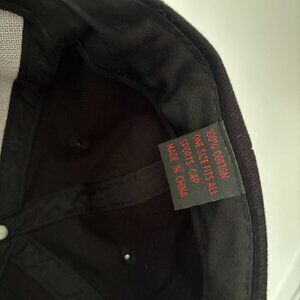 100% COTTON
ONE SIZE FITS ALL
SPORTS CAP
MADE IN CHINA